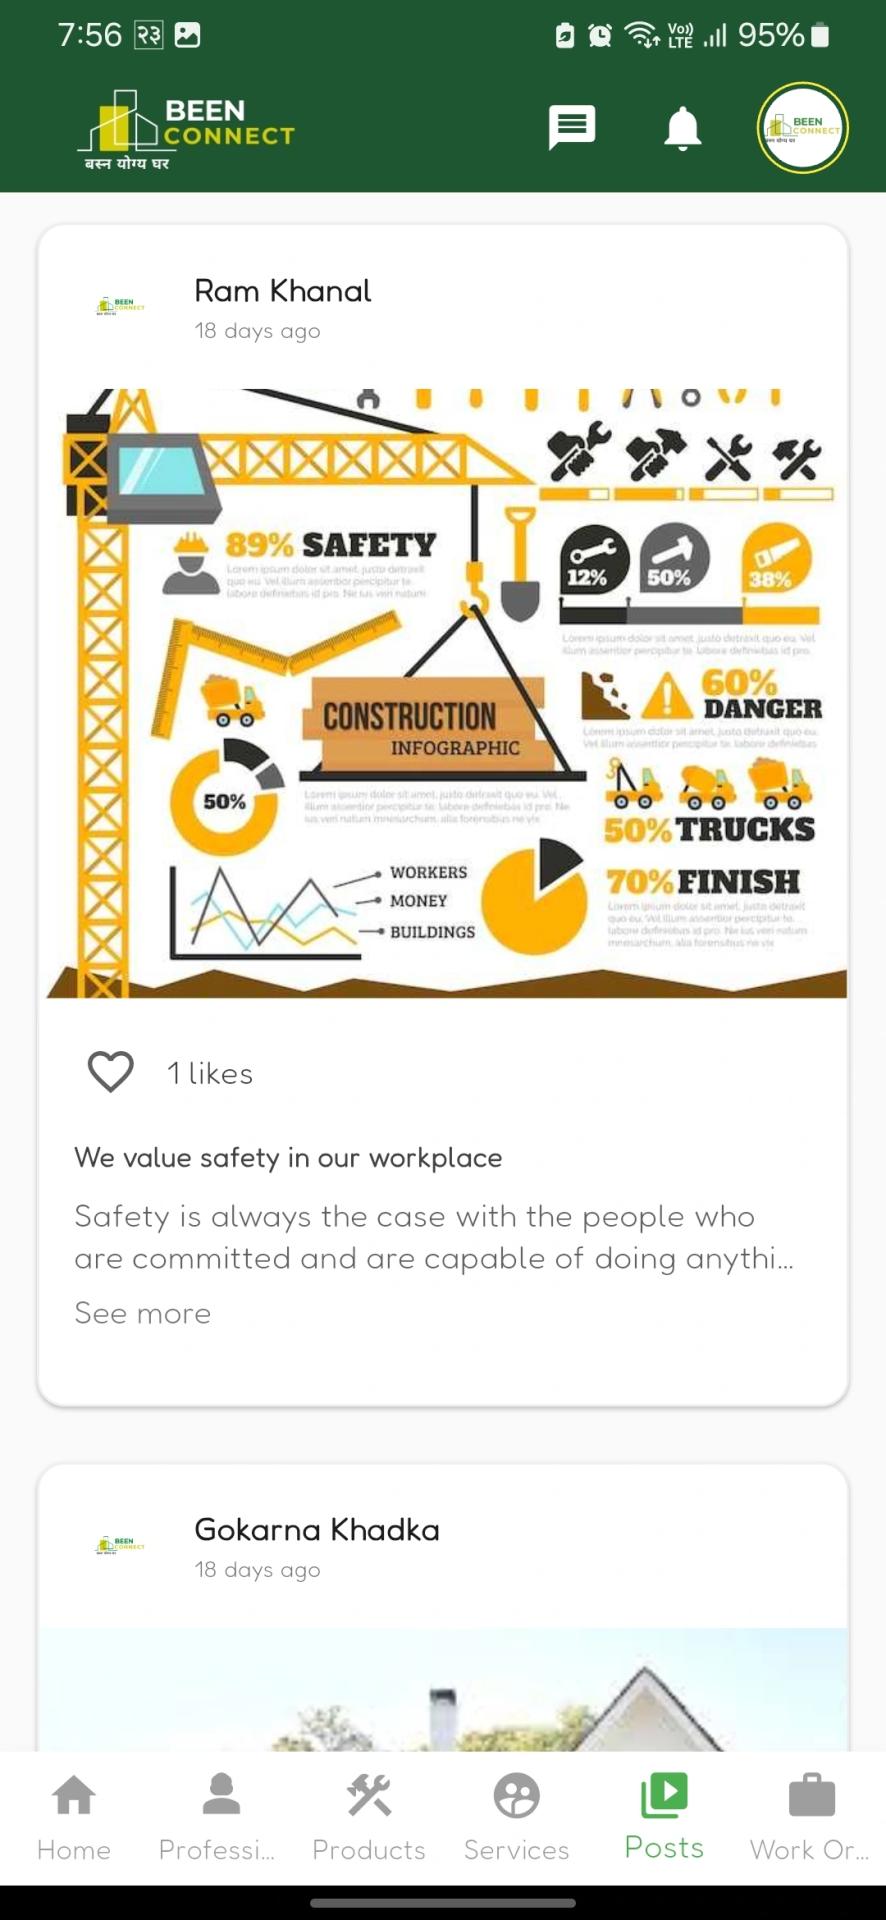 7:56 २३
Vo)) LTE 95%
BEEN
CONNECT
बस्न योग्य घर
BEEN
CONNECT
Ram Khanal
18 days ago
89% SAFETY
Lorem ipsum dolor sit amet, justo detraxit
quo eu. Vel illum assentior percipitur te.
labore definiebas id pro. Ne ius veri natum
12% 50% 38%
Lorem ipsum dolor sit amet, justo detraxit quo eu. Vel
illum assentior percipitur te. labore definiebas id pro.
60%
DANGER
Lorem ipsum dolor sit amet, justo detraxit quo eu.
Vel illum assentior percipitur te. labore definiebas
CONSTRUCTION
INFOGRAPHIC
50%
Lorem ipsum dolor sit amet, justo detraxit quo eu. Vel
illum assentior percipitur te. labore definiebas id pro. Ne
ius veri natum mnesarchum, alia forensibus ne vix
50% TRUCKS
WORKERS
MONEY
BUILDINGS
70% FINISH
Lorem ipsum dolor sit amet, justo detraxit
quo eu. Vel illum assentior percipitur te.
labore definiebas id pro. Ne ius veri natum
mnesarchum, alia forensibus ne vix
1 likes
We value safety in our workplace
Safety is always the case with the people who
are committed and are capable of doing anythi...
See more
BEEN
CONNECT
Gokarna Khadka
18 days ago
Home Professi... Products Services Posts Work Or...